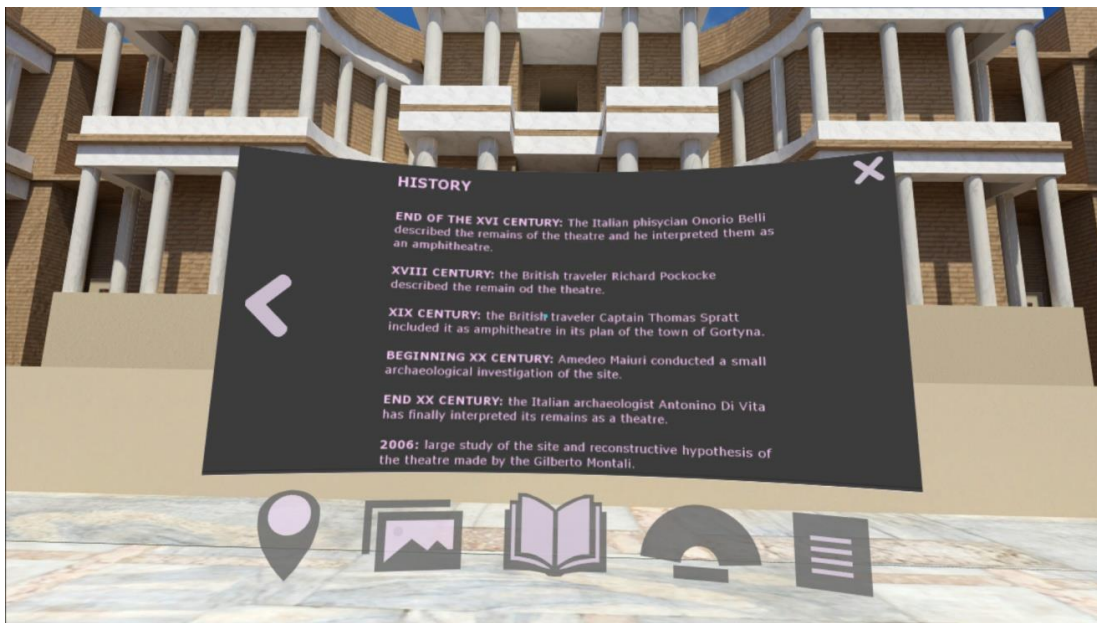 HISTORY
END OF THE XVI CENTURY: The Italian phisycian Onorio Belli
described the remains of the theatre and he interpreted them as
an amphitheatre.
XVIII CENTURY: the British traveler Richard Pockocke
described the remain od the theatre.
XIX CENTURY: the British traveler Captain Thomas Spratt
included it as amphitheatre in its plan of the town of Gortyna.
BEGINNING XX CENTURY: Amedeo Maiuri conducted a small
archaeological investigation of the site.
END XX CENTURY: the Italian archaeologist Antonino Di Vita
has finally interpreted its remains as a theatre.
2006: large study of the site and reconstructive hypothesis of
the theatre made by the Gilberto Montali.